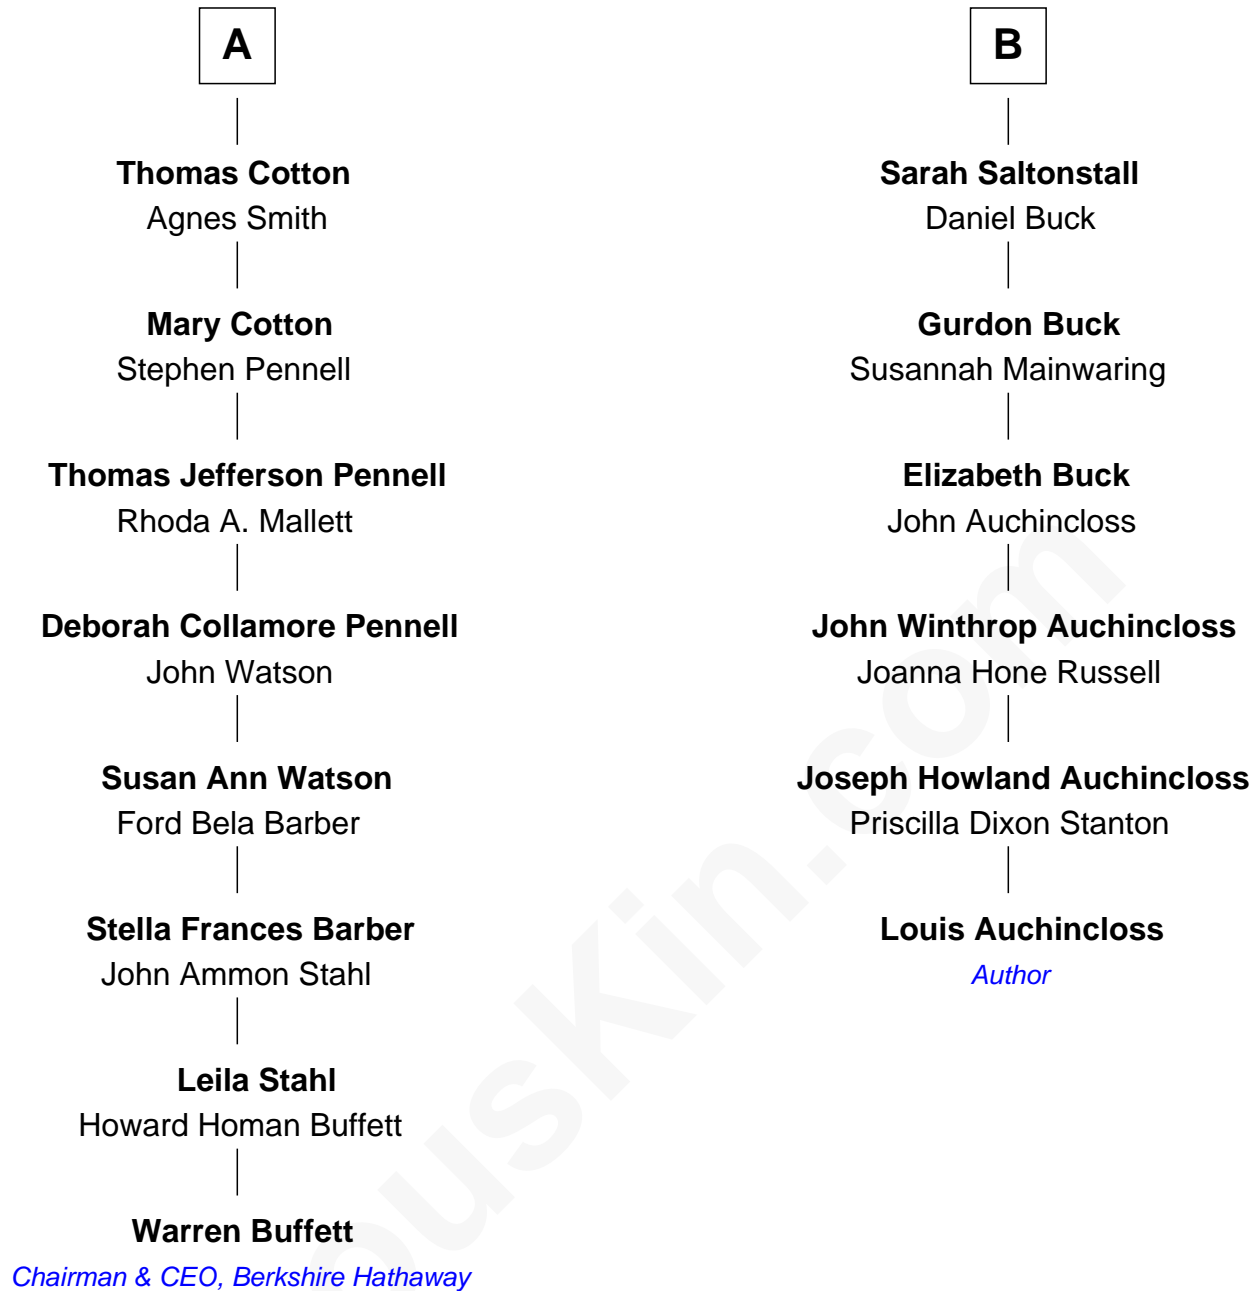 A
Thomas Cotton
Agnes Smith
Mary Cotton
Stephen Pennell
Thomas Jefferson Pennell
Rhoda A. Mallett
Deborah Collamore Pennell
John Watson
Susan Ann Watson
Ford Bela Barber
Stella Frances Barber
John Ammon Stahl
Leila Stahl
Howard Homan Buffett
Warren Buffett
Chairman & CEO, Berkshire Hathaway
B
Sarah Saltonstall
Daniel Buck
Gurdon Buck
Susannah Mainwaring
Elizabeth Buck
John Auchincloss
John Winthrop Auchincloss
Joanna Hone Russell
Joseph Howland Auchincloss
Priscilla Dixon Stanton
Louis Auchincloss
Author
ousKin.com